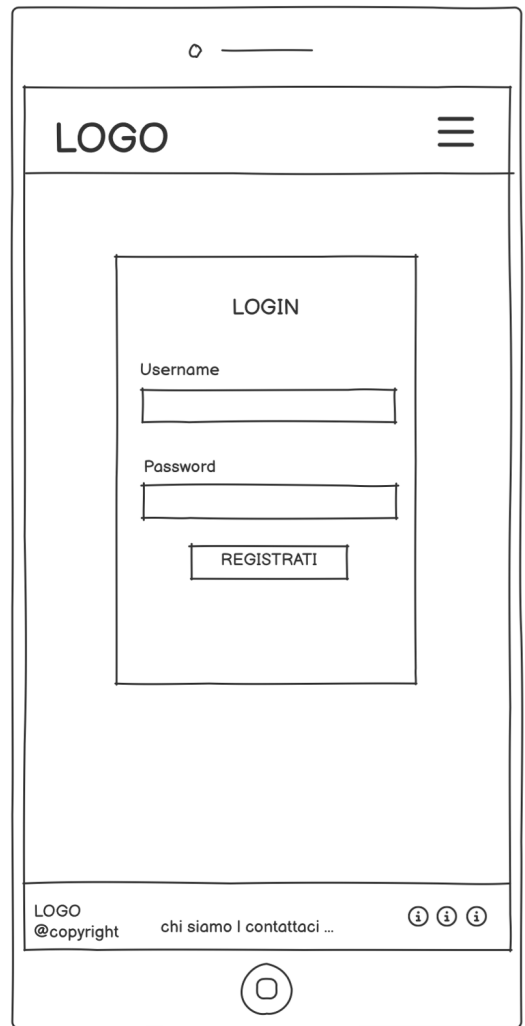 LOGO
LOGIN
Username
Password
REGISTRATI
LOGO
@copyright
chi siamo | contattaci ...